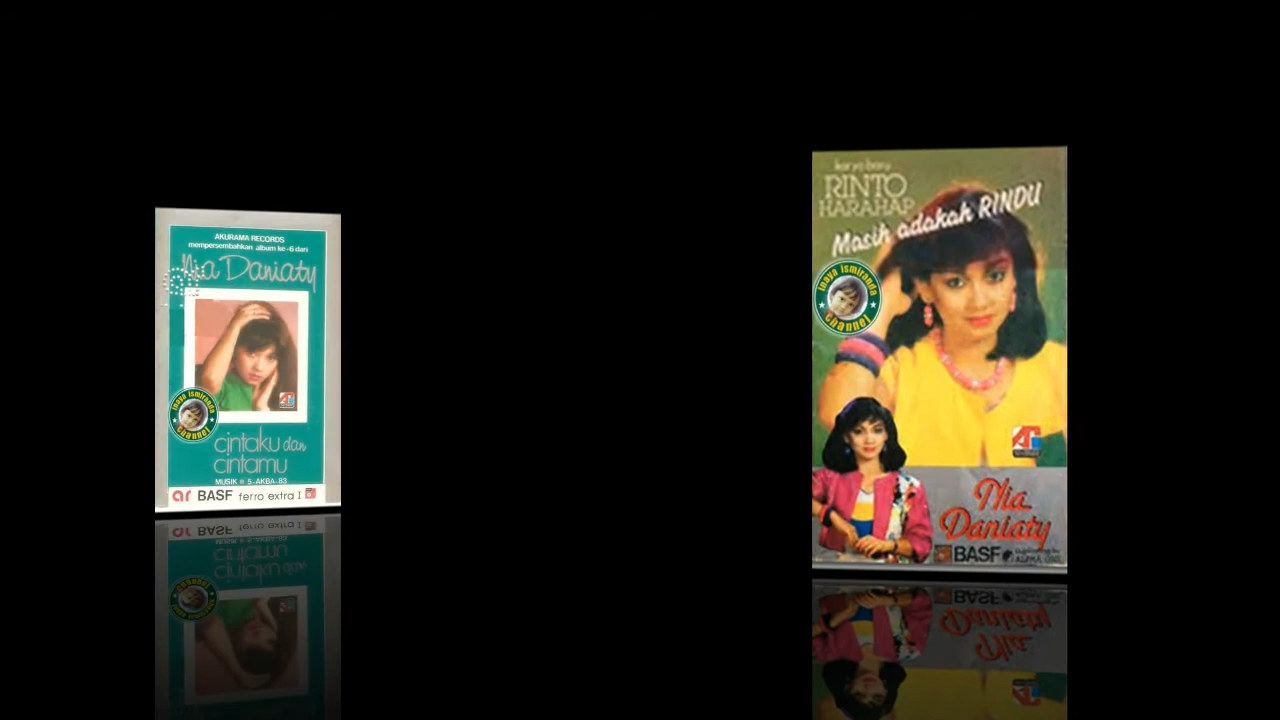 AKURAMA RECORDS
mempersembahkan album ke-6 dari
Nia Daniaty
inaya ismiranda
channel
cintaku dan
cintamu
MUSIK ® 5-AKBA-83
ar BASF ferro extra I
karya baru
RINTO
HARAHAP
Masih adakah RINDU
inaya ismiranda
channel
Nia
Daniaty
BASF